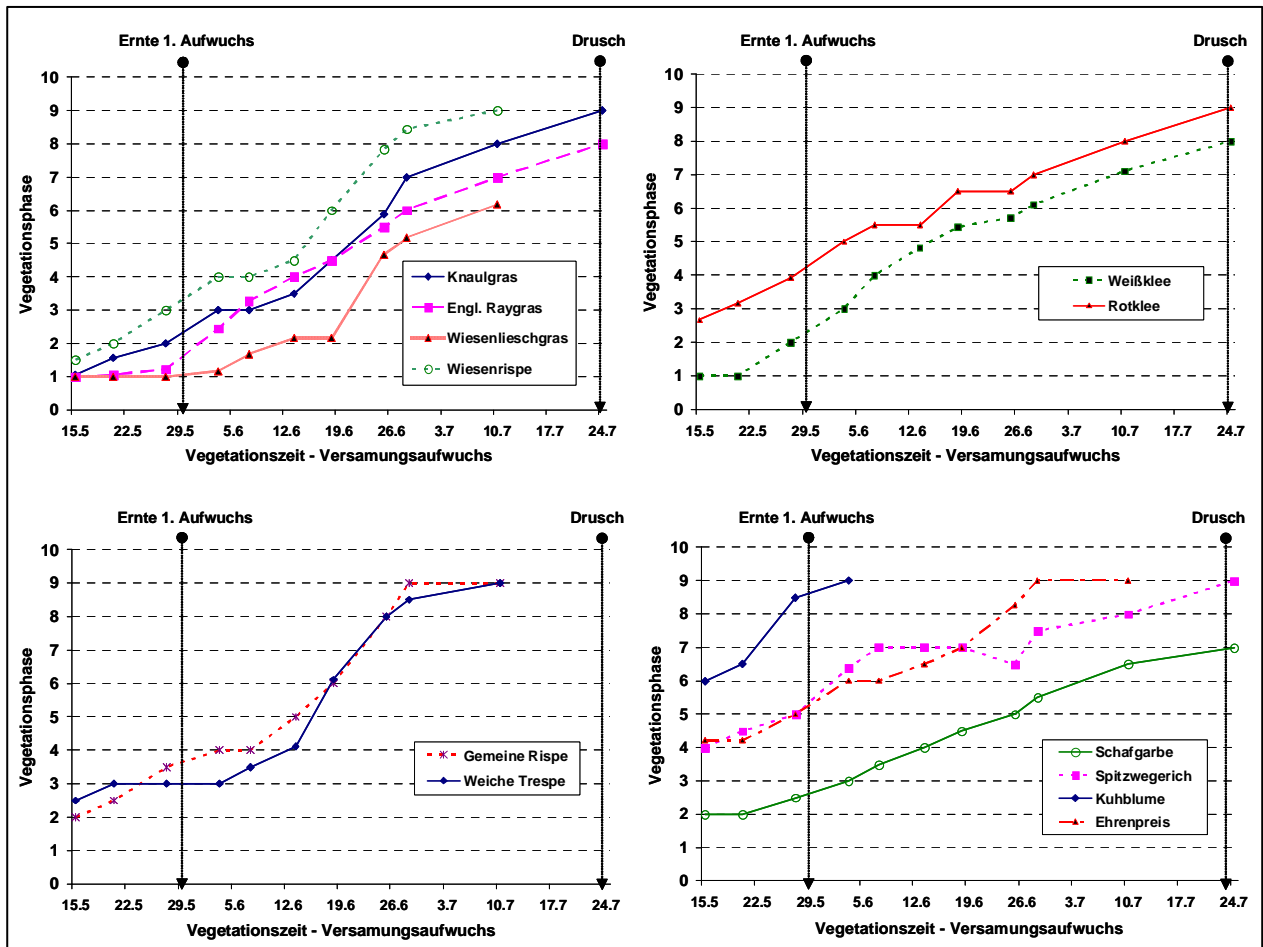 Ernte 1. Aufwuchs
Drusch
10
9
8
7
6
5
4
3
2
1
0
Vegetationsphase
Knaulgras
Engl. Raygras
Wiesenlieschgras
Wiesenrispe
15.5 22.5 29.5 5.6 12.6 19.6 26.6 3.7 10.7 17.7 24.7
Vegetationszeit - Versamungsaufwuchs
Ernte 1. Aufwuchs
Drusch
10
9
8
7
6
5
4
3
2
1
0
Vegetationsphase
Weißklee
Rotklee
15.5 22.5 29.5 5.6 12.6 19.6 26.6 3.7 10.7 17.7 24.7
Vegetationszeit - Versamungsaufwuchs
Ernte 1. Aufwuchs
Drusch
10
9
8
7
6
5
4
3
2
1
0
Vegetationsphase
Gemeine Rispe
Weiche Trespe
15.5 22.5 29.5 5.6 12.6 19.6 26.6 3.7 10.7 17.7 24.7
Vegetationszeit - Versamungsaufwuchs
Ernte 1. Aufwuchs
Drusch
10
9
8
7
6
5
4
3
2
1
0
Vegetationsphase
Schafgarbe
Spitzwegerich
Kuhblume
Ehrenpreis
15.5 22.5 29.5 5.6 12.6 19.6 26.6 3.7 10.7 17.7 24.7
Vegetationszeit - Versamungsaufwuchs